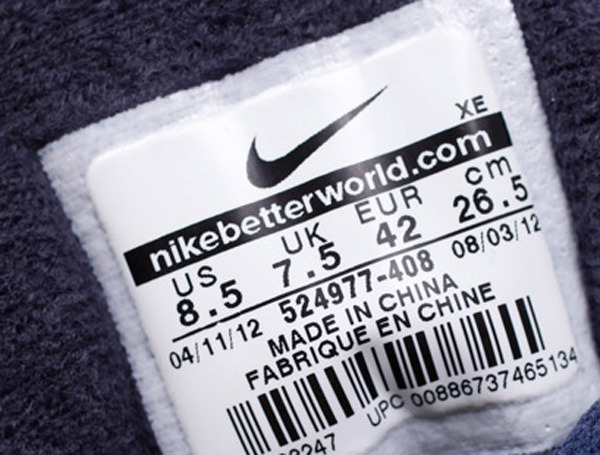 XE
nikebetterworld.com
US UK EUR cm
8.5 7.5 42 26.5
04/11/12 524977-408 08/03/12
MADE IN CHINA
FABRIQUE EN CHINE
UPC 00886737465134